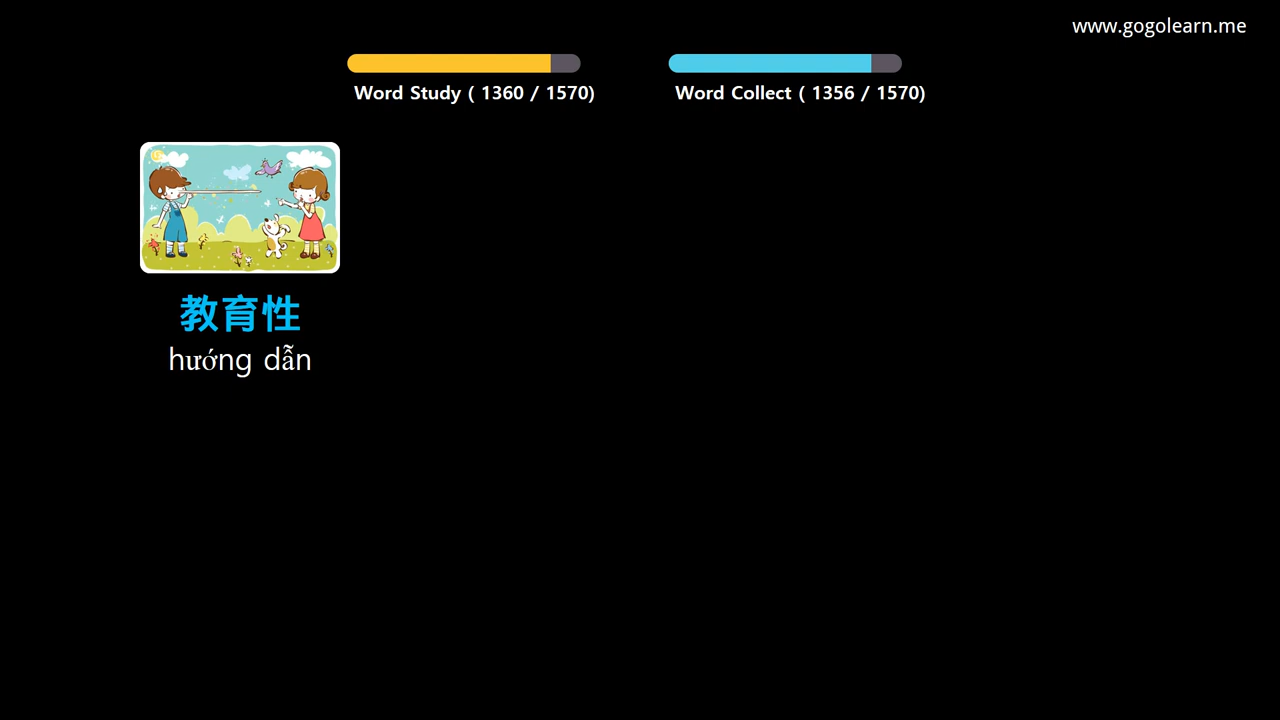 www.gogolearn.me
Word Study ( 1360 / 1570)
Word Collect ( 1356 / 1570)
教育性
hướng dẫn